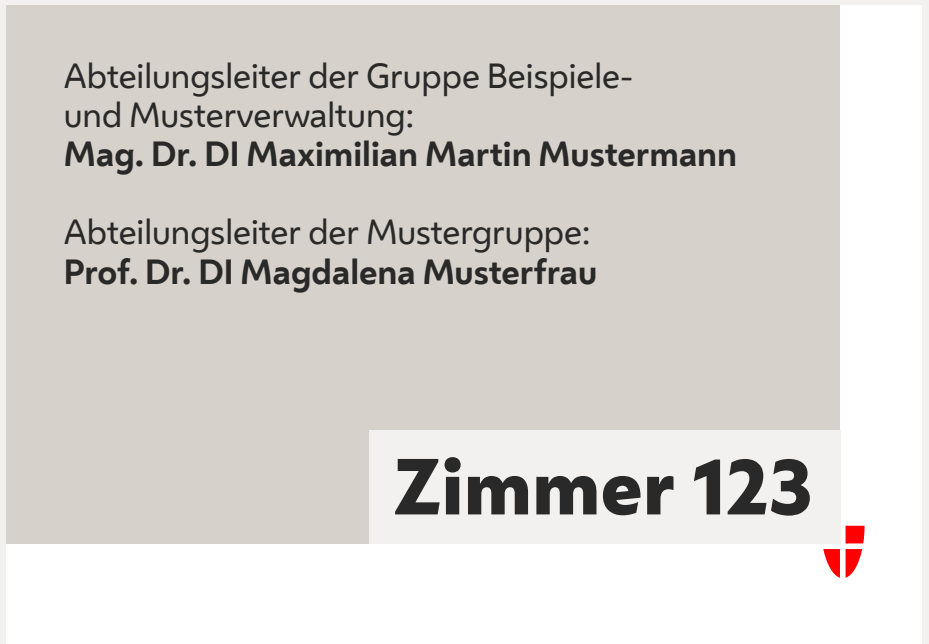 Abteilungsleiter der Gruppe Beispiele-
und Musterverwaltung:
Mag. Dr. DI Maximilian Martin Mustermann
Abteilungsleiter der Mustergruppe:
Prof. Dr. DI Magdalena Musterfrau
Zimmer 123